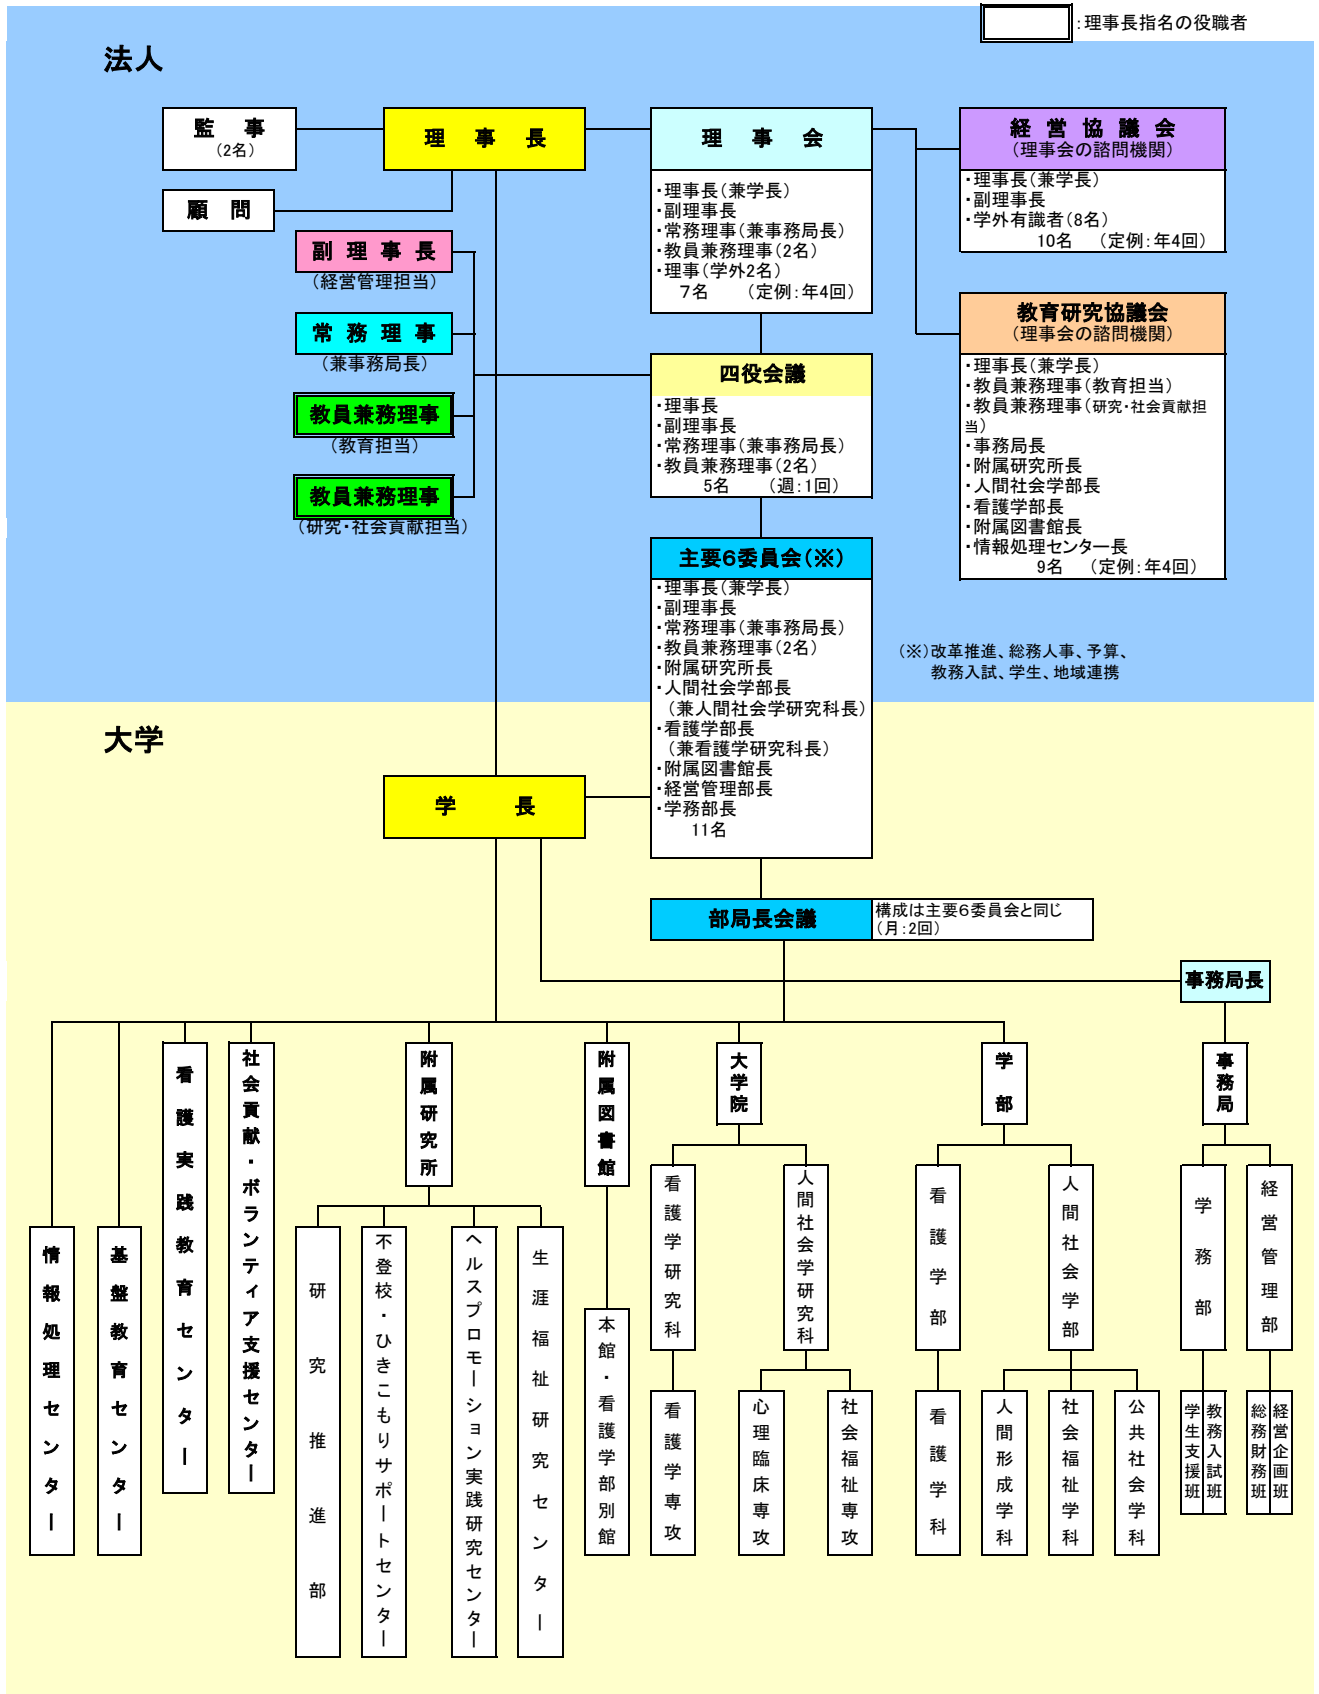 :理事長指名の役職者
法人
監　事
(2名)
理　事　長
理　事　会
・理事長(兼学長)
・副理事長
・常務理事(兼事務局長)
・教員兼務理事(2名)
・理事(学外2名)
7名　(定例:年4回)
経 営 協 議 会
(理事会の諮問機関)
・理事長(兼学長)
・副理事長
・学外有識者(8名)
10名　(定例:年4回)
顧　問
副 理 事 長
(経営管理担当)
常 務 理 事
(兼事務局長)
教員兼務理事
(教育担当)
教員兼務理事
(研究・社会貢献担当)
四役会議
・理事長
・副理事長
・常務理事(兼事務局長)
・教員兼務理事(2名)
5名　(週:1回)
教育研究協議会
(理事会の諮問機関)
・理事長(兼学長)
・教員兼務理事(教育担当)
・教員兼務理事(研究・社会貢献担
当)
・事務局長
・附属研究所長
・人間社会学部長
・看護学部長
・附属図書館長
・情報処理センター長
9名　(定例:年4回)
主要6委員会(※)
・理事長(兼学長)
・副理事長
・常務理事(兼事務局長)
・教員兼務理事(2名)
・附属研究所長
・人間社会学部長
(兼人間社会学研究科長)
・看護学部長
(兼看護学研究科長)
・附属図書館長
・経営管理部長
・学務部長
11名
(※)改革推進、総務人事、予算、
教務入試、学生、地域連携
大学
学　長
部局長会議
構成は主要6委員会と同じ
(月:2回)
事務局長
情報処理センター
基盤教育センター
看護実践教育センター
社会貢献・ボランティア支援センター
附属研究所
研究推進部
不登校・ひきこもりサポートセンター
ヘルスプロモーション実践研究センター
生涯福祉研究センター
附属図書館
本館・看護学部別館
大学院
看護学研究科
看護学専攻
人間社会学研究科
心理臨床専攻
社会福祉専攻
学部
看護学部
看護学科
人間社会学部
人間形成学科
社会福祉学科
公共社会学科
事務局
学務部
学生支援班
教務入試班
経営管理部
総務財務班
経営企画班